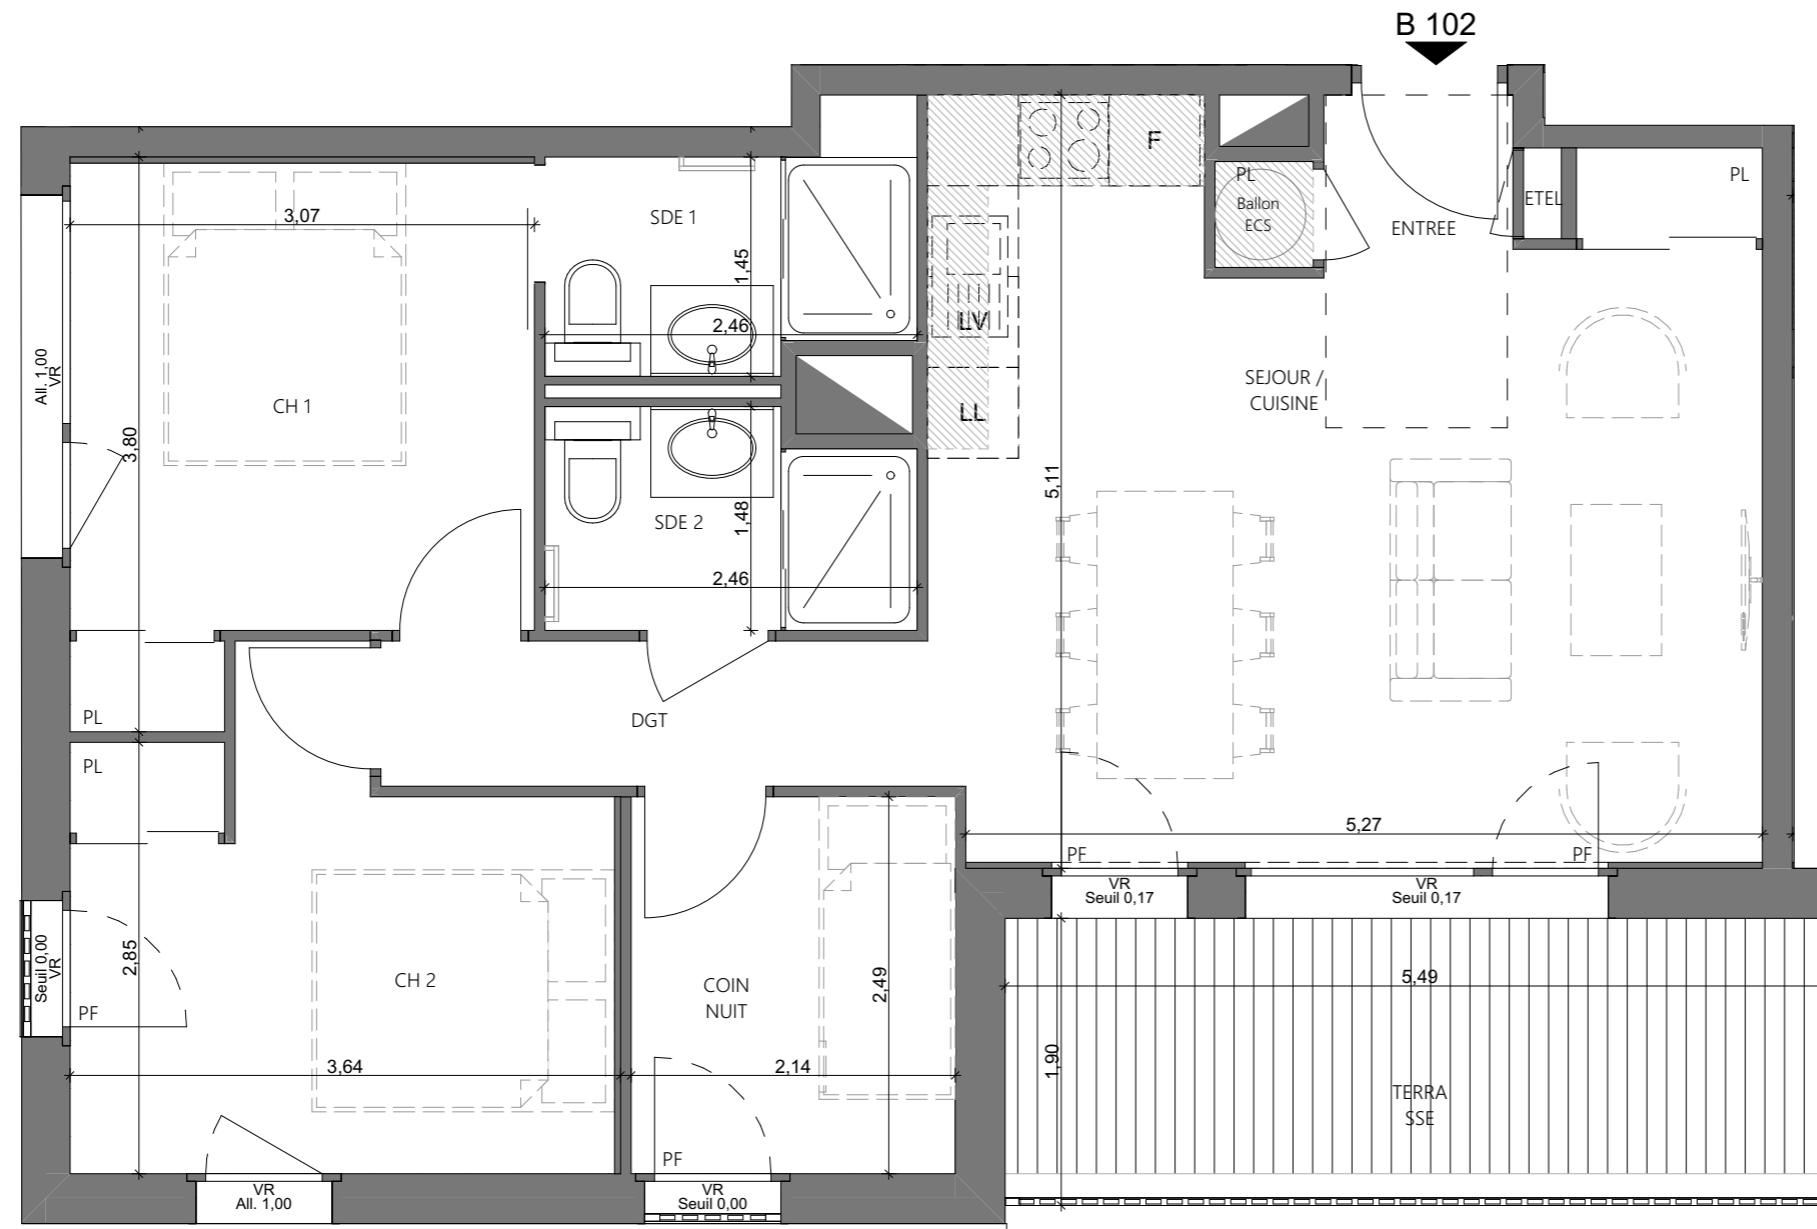 B 102
PL
Ballon
ECS
F
ENTREE
ETEL
PL
SDE 1
3,07
1,45
2,46
LV
LL
All. 1,00
VR
CH 1
3,80
SEJOUR /
CUISINE
5,11
SDE 2
1,48
2,46
PL
DGT
PL
5,27
PF
PF
VR
Seuil 0,17
VR
Seuil 0,17
Seuil 0,00
VR
2,85
PF
CH 2
COIN
NUIT
2,49
5,49
3,64
2,14
1,90
TERRA
SSE
PF
VR
All. 1,00
VR
Seuil 0,00